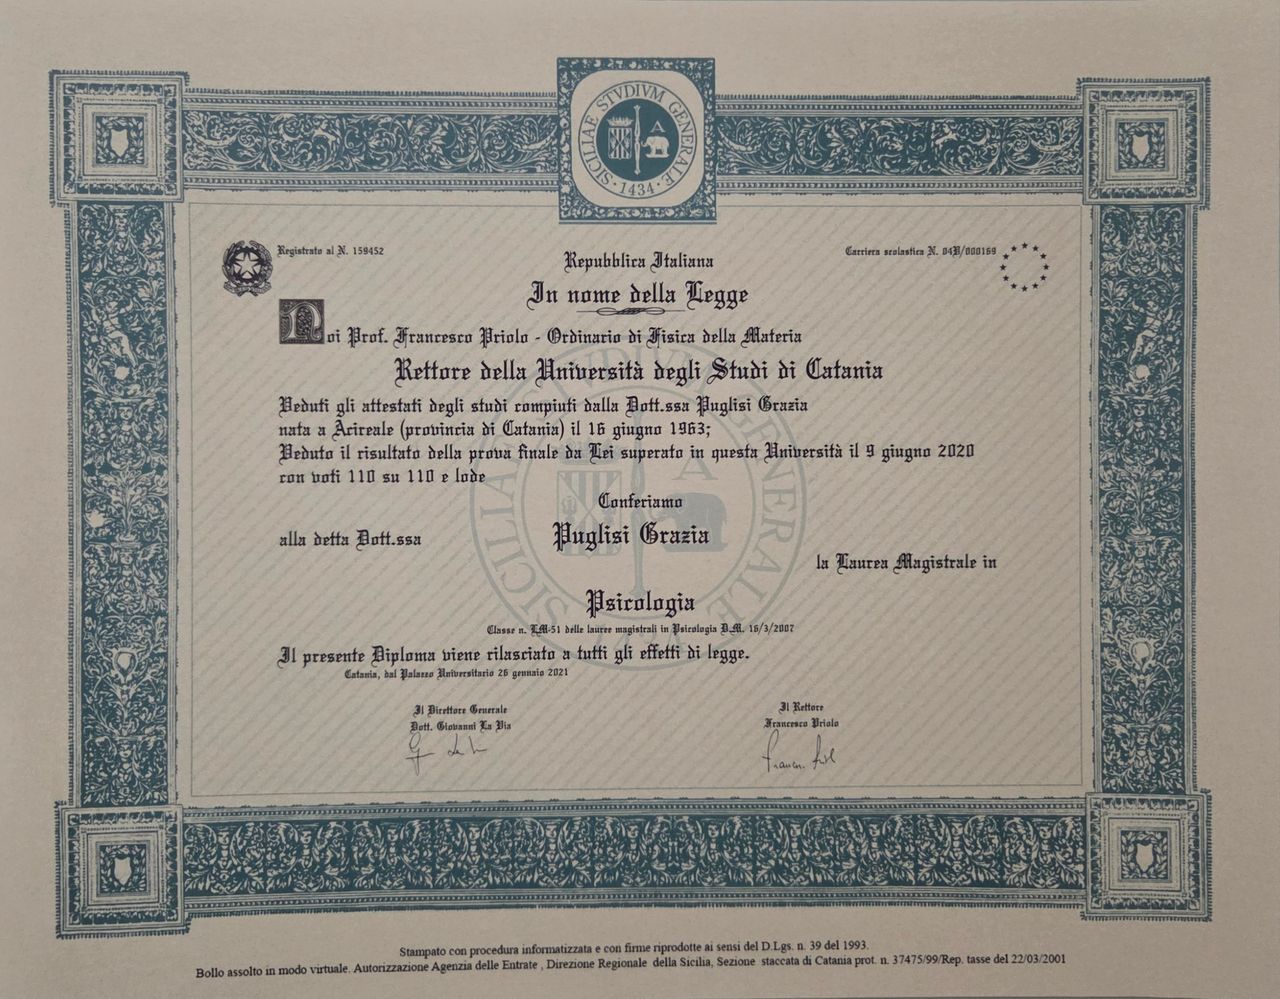 SICILIAE STVDIVM GENERALE
· 1434 ·
Registrato al N. 159452
Carriera scolastica N. 04B/000169
Repubblica Italiana
In nome della Legge
Noi Prof. Francesco Priolo - Ordinario di Fisica della Materia
Rettore della Università degli Studi di Catania
Veduti gli attestati degli studi compiuti dalla Dott.ssa Puglisi Grazia
nata a Acireale (provincia di Catania) il 16 giugno 1963;
Veduto il risultato della prova finale da Lei superato in questa Università il 9 giugno 2020
con voti 110 su 110 e lode
Conferiamo
alla detta Dott.ssa Puglisi Grazia
la Laurea Magistrale in
Psicologia
Classe n. LM-51 delle lauree magistrali in Psicologia D.M. 16/3/2007
Il presente Diploma viene rilasciato a tutti gli effetti di legge.
Catania, dal Palazzo Universitario 26 gennaio 2021
Il Direttore Generale
Dott. Giovanni La Via
Il Rettore
Francesco Priolo
Stampato con procedura informatizzata e con firme riprodotte ai sensi del D.Lgs. n. 39 del 1993.
Bollo assolto in modo virtuale. Autorizzazione Agenzia delle Entrate , Direzione Regionale della Sicilia, Sezione staccata di Catania prot. n. 37475/99/Rep. tasse del 22/03/2001